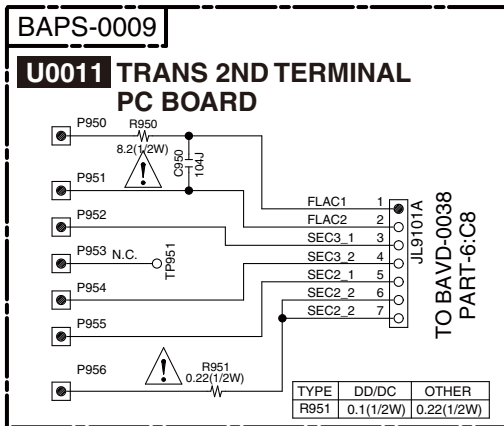 BAPS-0009
U0011 TRANS 2ND TERMINAL
PC BOARD
P950
R950
8.2(1/2W)
C950
104J
P951
P952
P953 N.C.
TP951
P954
P955
P956
R951
0.22(1/2W)
FLAC1 1
FLAC2 2
SEC3_1 3
SEC3_2 4
SEC2_1 5
SEC2_2 6
SEC2_2 7
JL9101A
TO BAVD-0038
PART-6:C8
TYPE DD/DC OTHER
R951 0.1(1/2W) 0.22(1/2W)